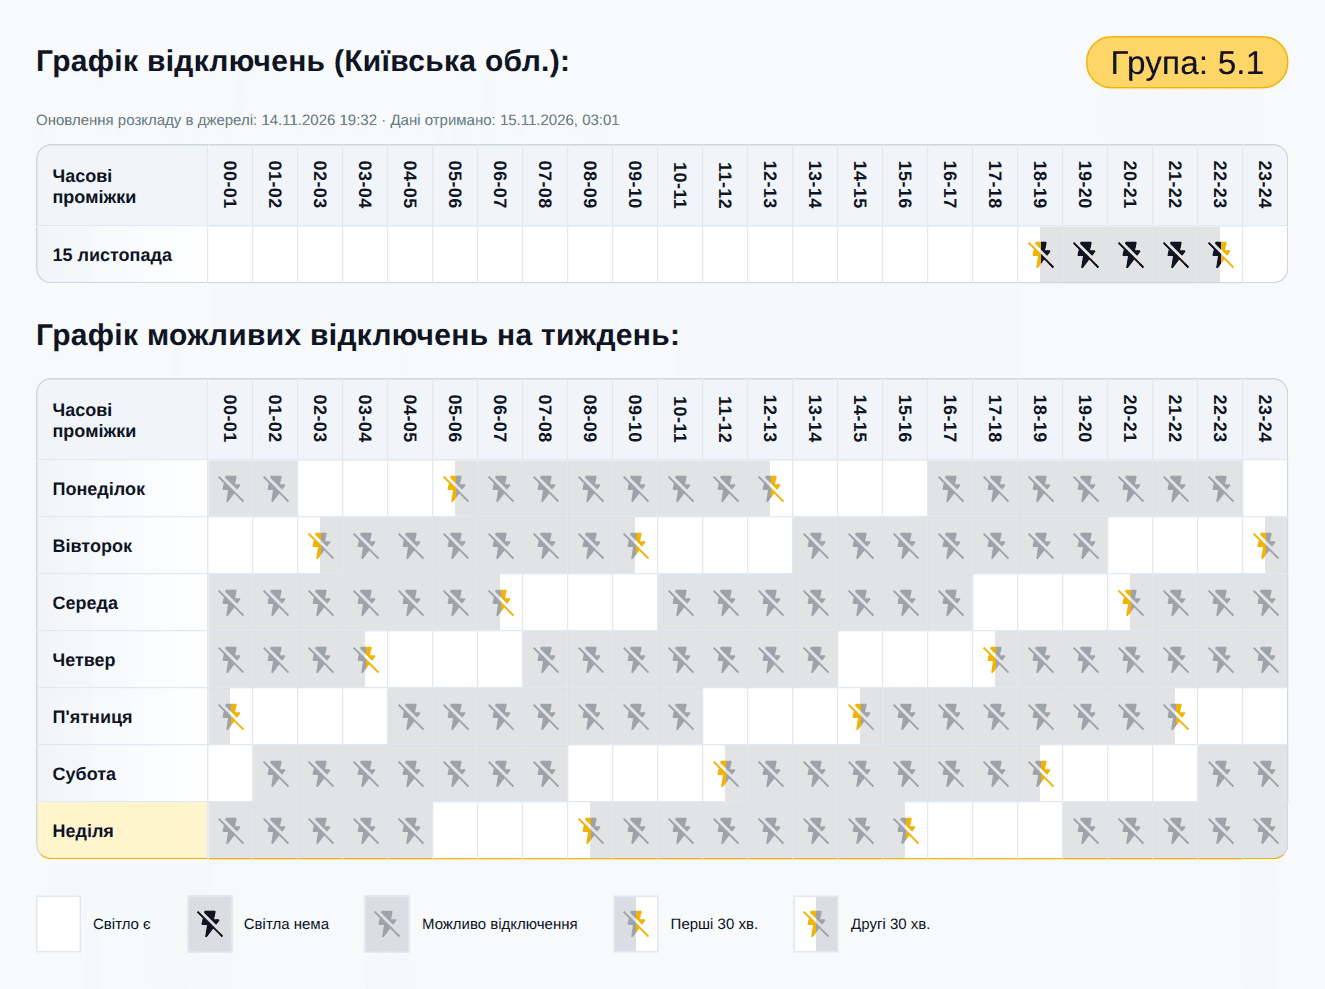 Графік відключень (Київська обл.):
Група: 5.1
Оновлення розкладу в джерелі: 14.11.2026 19:32 · Дані отримано: 15.11.2026, 03:01
Часові проміжки 00-01 01-02 02-03 03-04 04-05 05-06 06-07 07-08 08-09 09-10 10-11 11-12 12-13 13-14 14-15 15-16 16-17 17-18 18-19 19-20 20-21 21-22 22-23 23-24
15 листопада
Графік можливих відключень на тиждень:
Часові проміжки 00-01 01-02 02-03 03-04 04-05 05-06 06-07 07-08 08-09 09-10 10-11 11-12 12-13 13-14 14-15 15-16 16-17 17-18 18-19 19-20 20-21 21-22 22-23 23-24
Понеділок
Вівторок
Середа
Четвер
П'ятниця
Субота
Неділя
Світло є Світла нема Можливо відключення Перші 30 хв. Другі 30 хв.